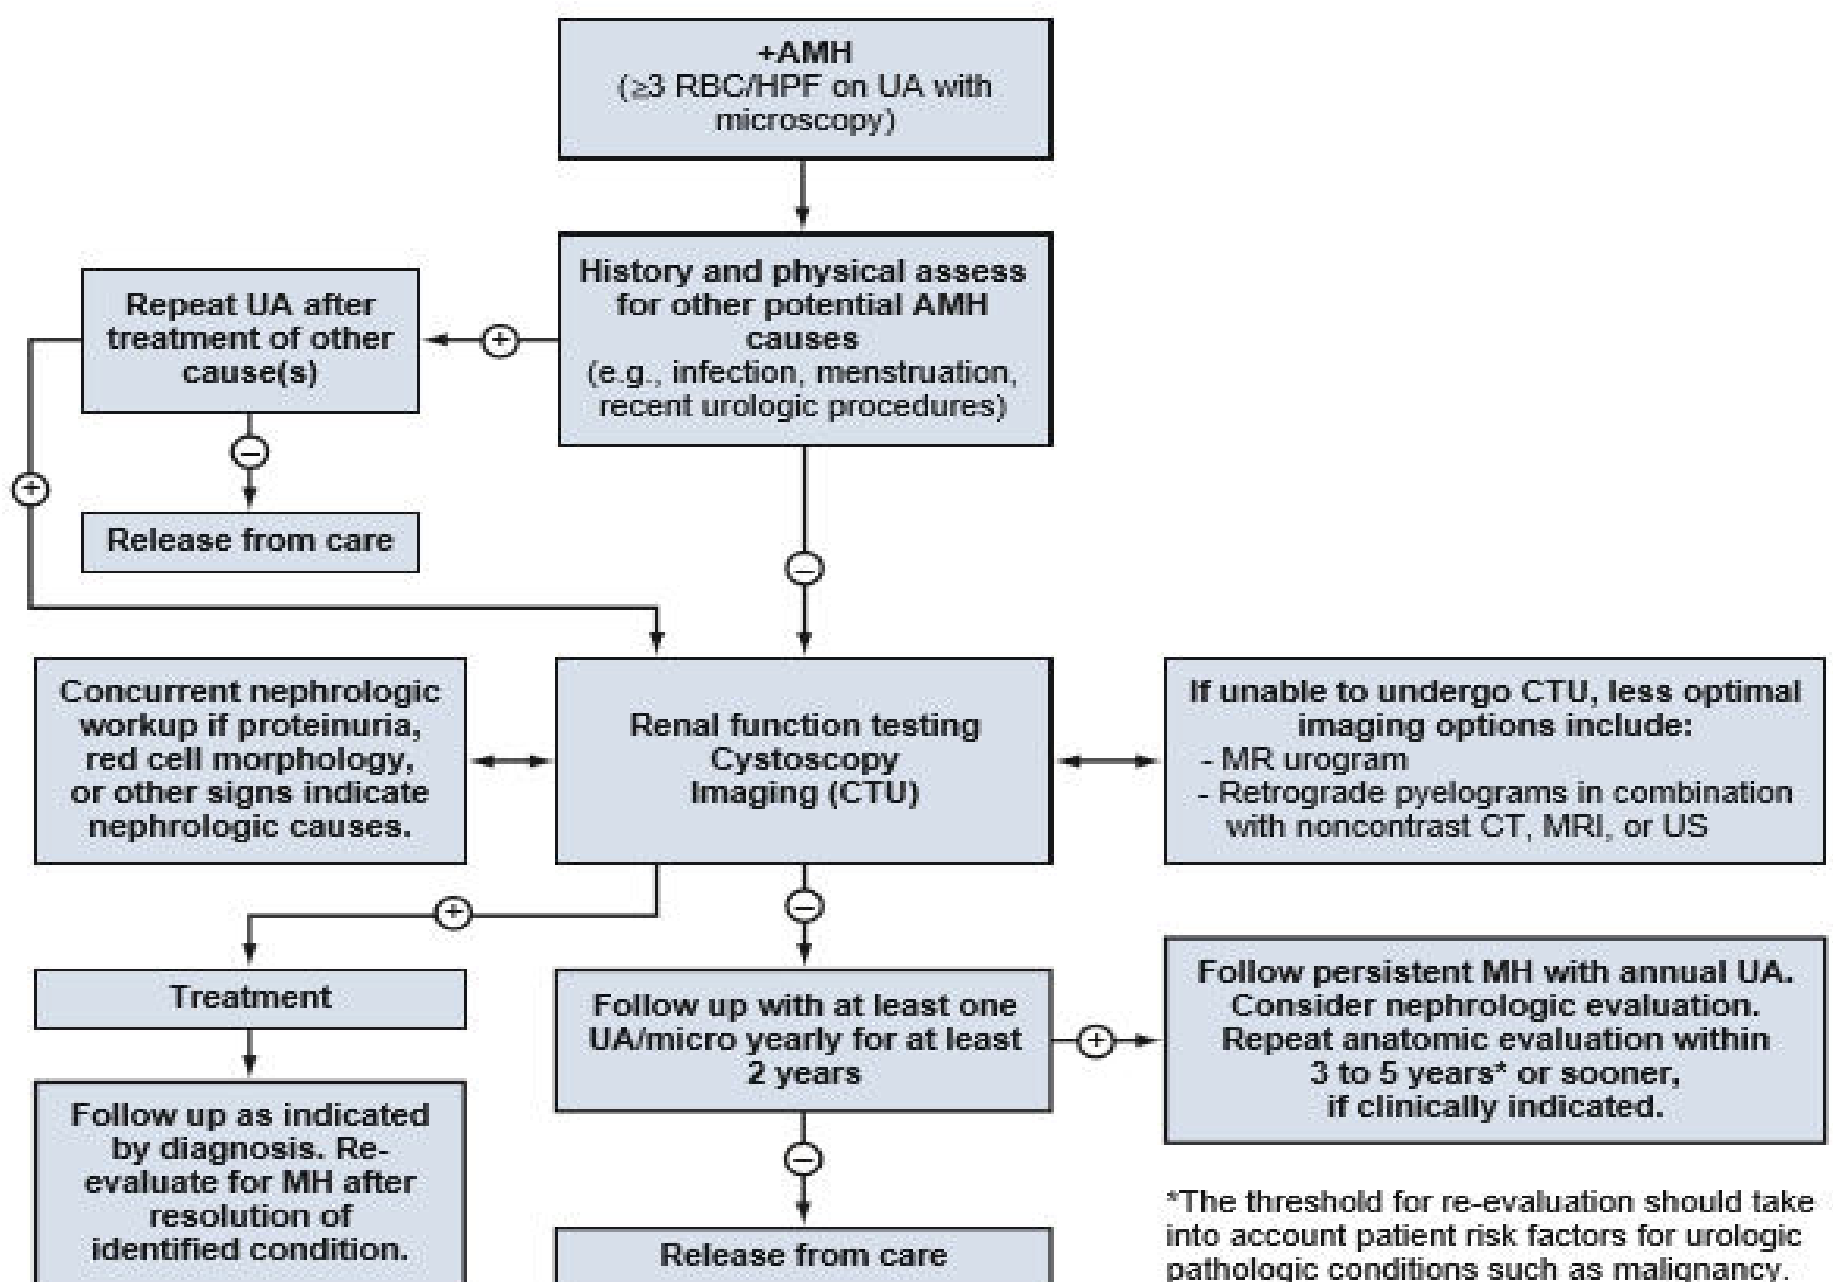 +AMH
(≥3 RBC/HPF on UA with
microscopy)
History and physical assess
for other potential AMH
causes
(e.g., infection, menstruation,
recent urologic procedures)
+
Repeat UA after
treatment of other
cause(s)
−
+
Release from care
−
Concurrent nephrologic
workup if proteinuria,
red cell morphology,
or other signs indicate
nephrologic causes.
Renal function testing
Cystoscopy
Imaging (CTU)
If unable to undergo CTU, less optimal
imaging options include:
- MR urogram
- Retrograde pyelograms in combination
with noncontrast CT, MRI, or US
+
−
Treatment
Follow up as indicated
by diagnosis. Re-
evaluate for MH after
resolution of
identified condition.
Follow up with at least one
UA/micro yearly for at least
2 years
+
Follow persistent MH with annual UA.
Consider nephrologic evaluation.
Repeat anatomic evaluation within
3 to 5 years* or sooner,
if clinically indicated.
−
Release from care
*The threshold for re-evaluation should take
into account patient risk factors for urologic
pathologic conditions such as malignancy.